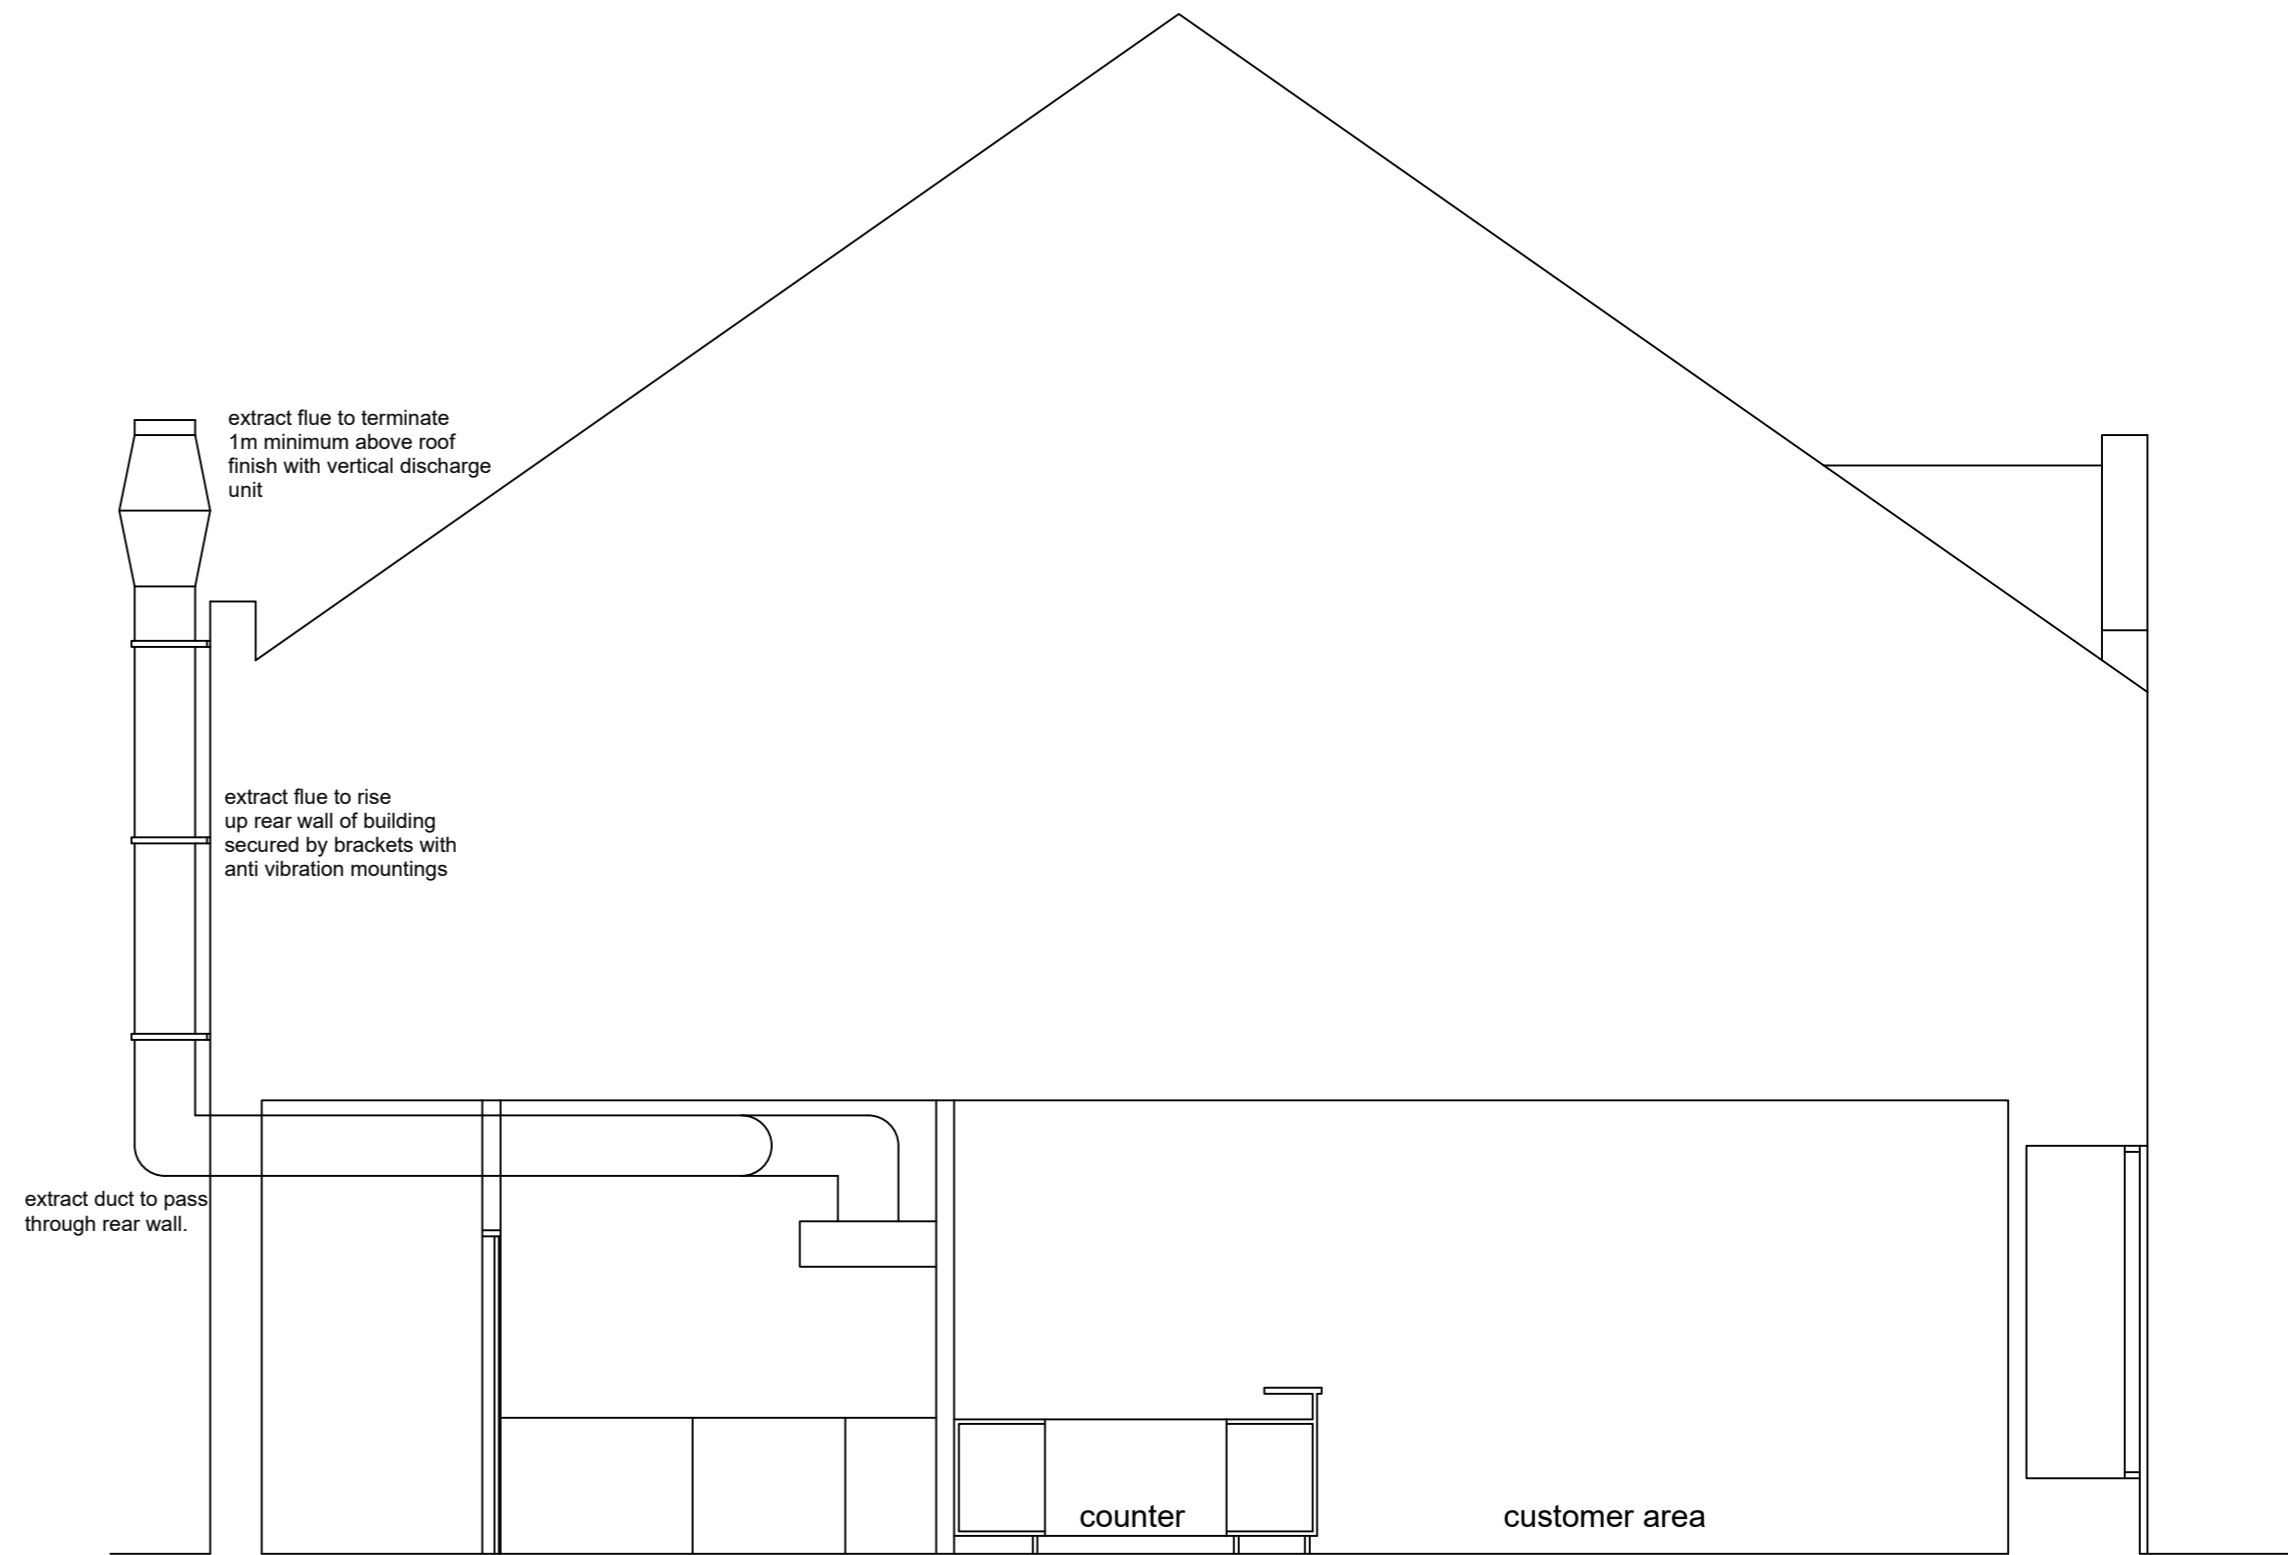 extract flue to terminate
1m minimum above roof
finish with vertical discharge
unit
extract flue to rise
up rear wall of building
secured by brackets with
anti vibration mountings
extract duct to pass
through rear wall.
counter
customer area